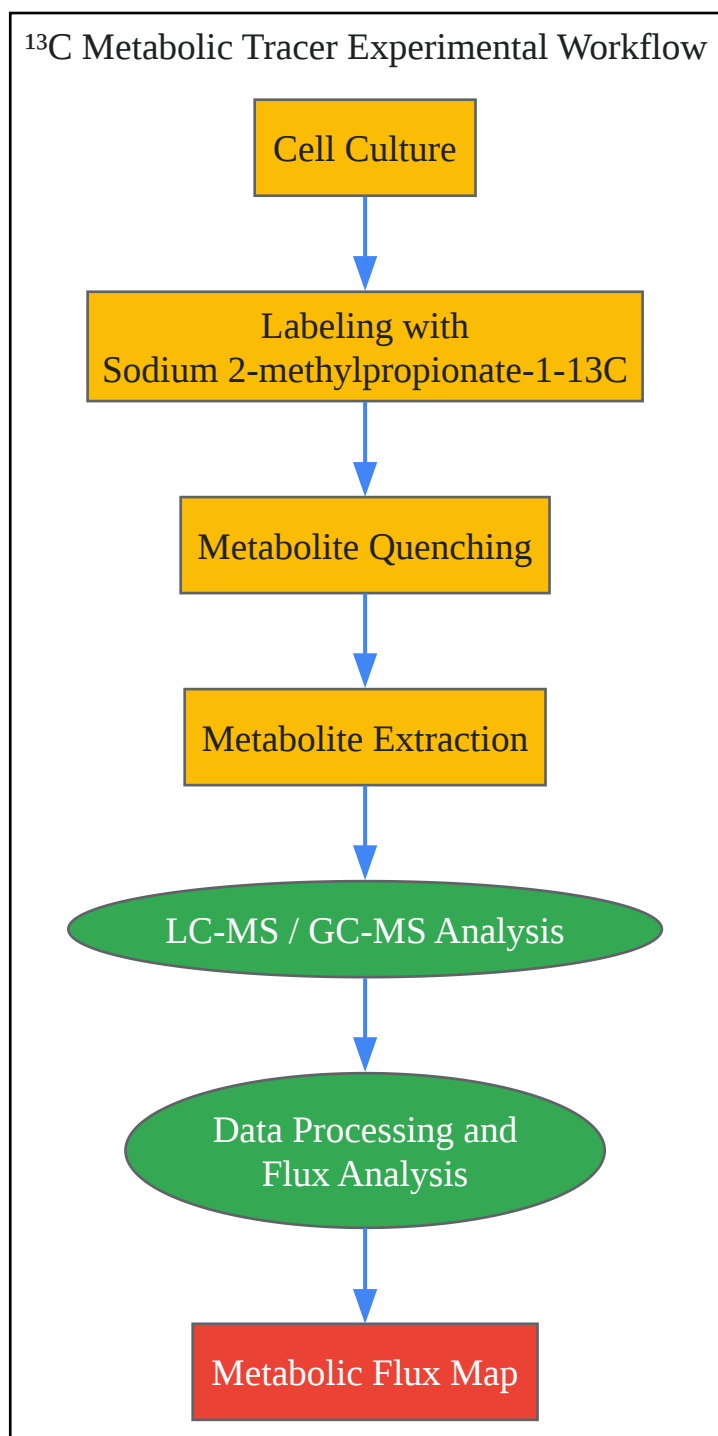 ¹³C Metabolic Tracer Experimental Workflow
Cell Culture
Labeling with
Sodium 2-methylpropionate-1-13C
Metabolite Quenching
Metabolite Extraction
LC-MS / GC-MS Analysis
Data Processing and
Flux Analysis
Metabolic Flux Map